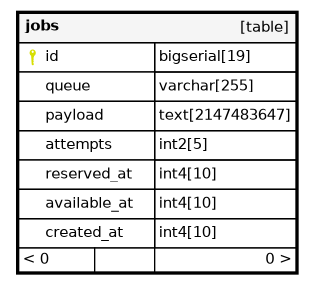 jobs [table]
id bigserial[19]
queue varchar[255]
payload text[2147483647]
attempts int2[5]
reserved_at int4[10]
available_at int4[10]
created_at int4[10]
< 0 0 >